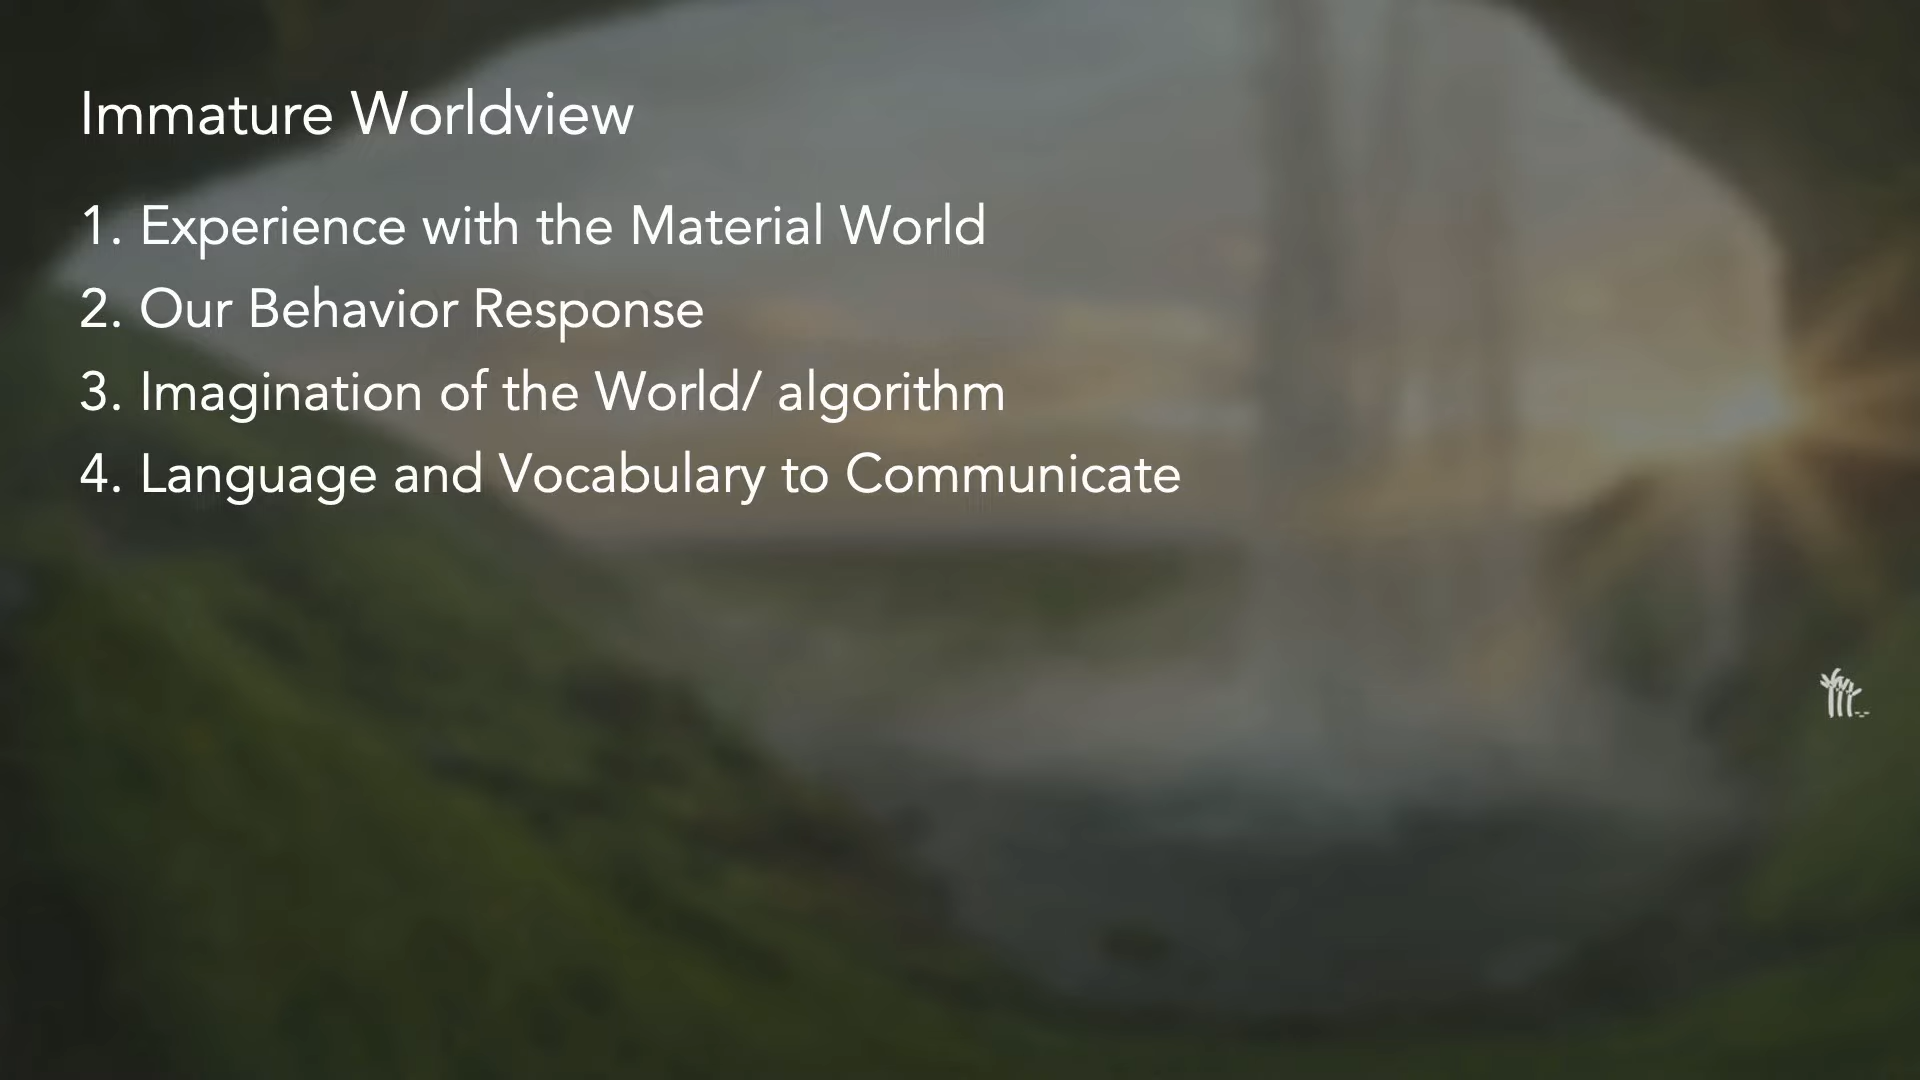 Immature Worldview
1. Experience with the Material World
2. Our Behavior Response
3. Imagination of the World/ algorithm
4. Language and Vocabulary to Communicate